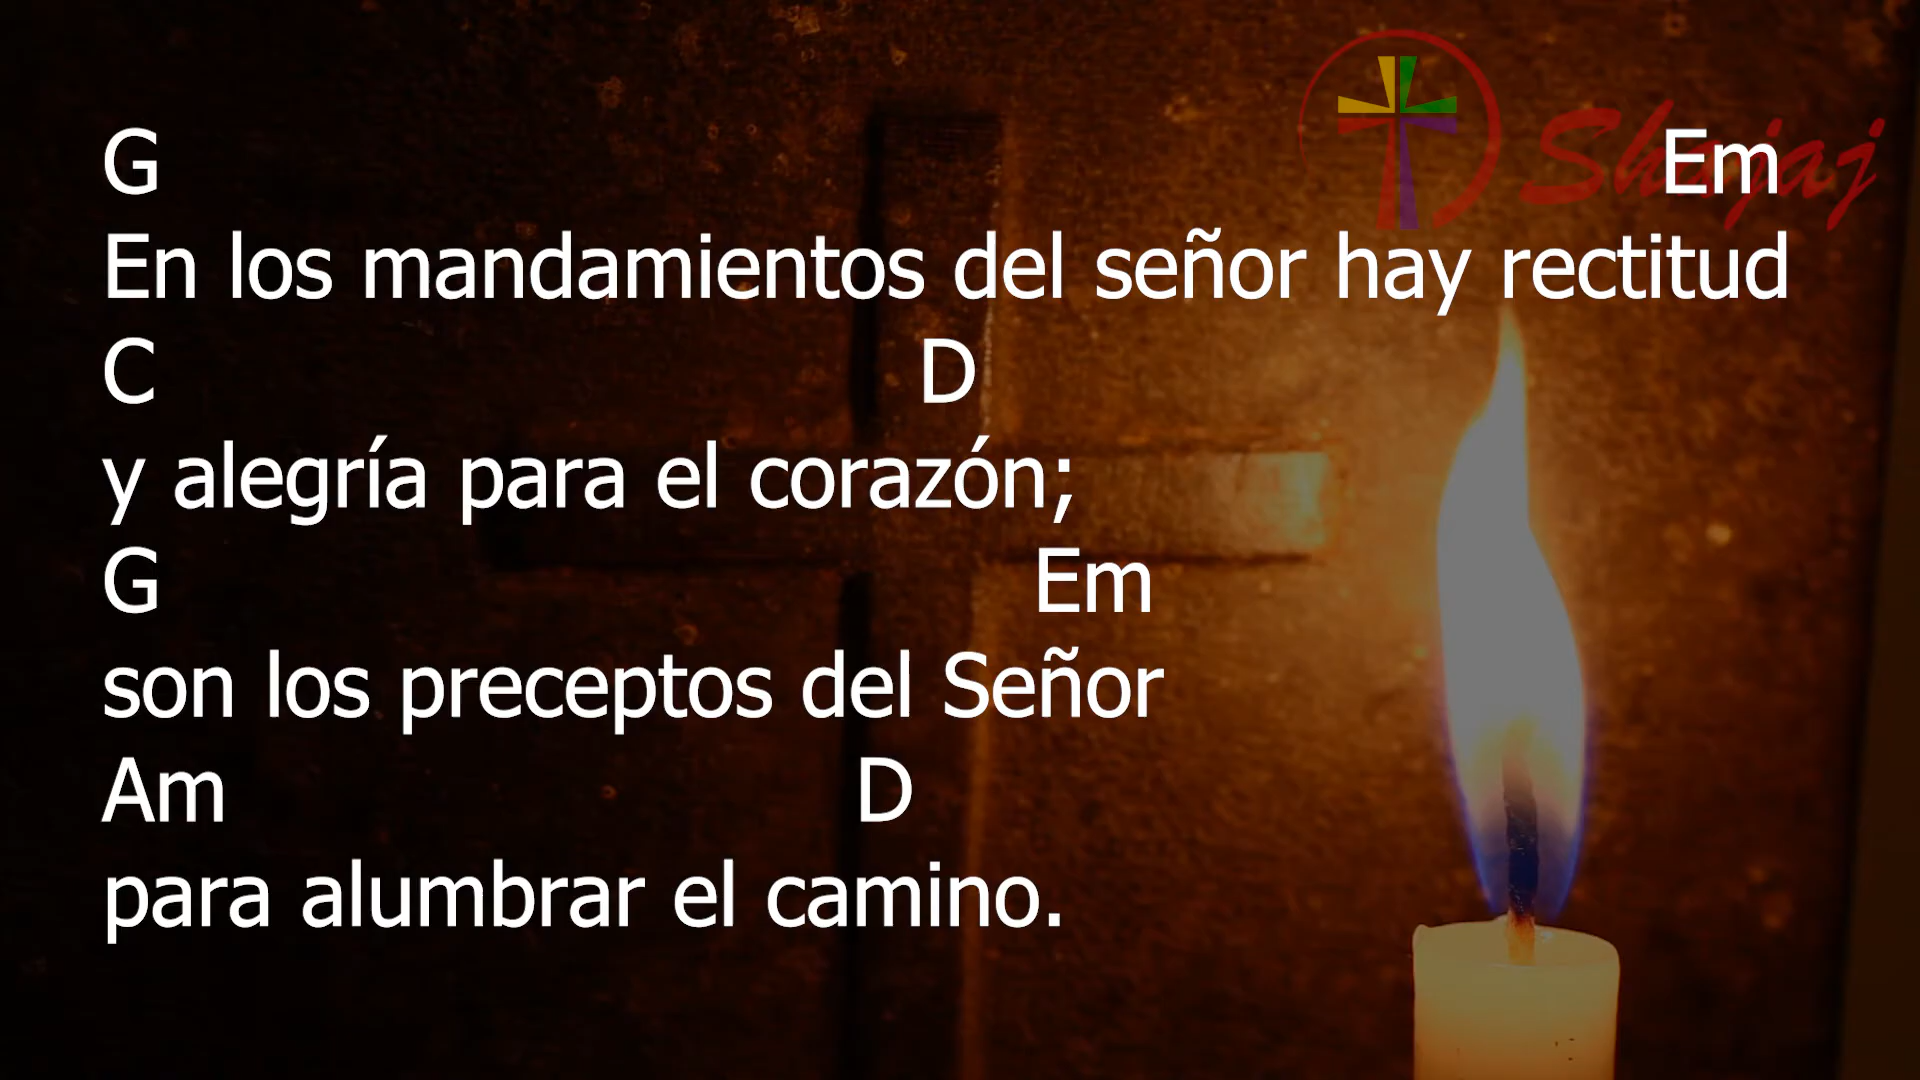 G Em
Shajaj
En los mandamientos del señor hay rectitud
C D
y alegría para el corazón;
G Em
son los preceptos del Señor
Am D
para alumbrar el camino.